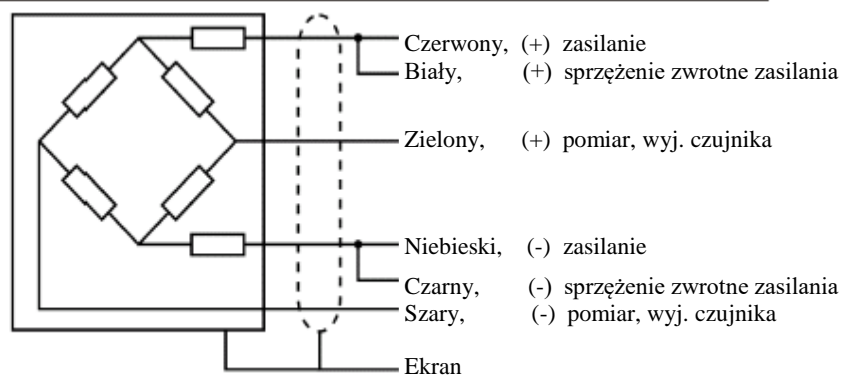 Czerwony, (+) zasilanie
Biały, (+) sprzężenie zwrotne zasilania
Zielony, (+) pomiar, wyj. czujnika
Niebieski, (-) zasilanie
Czarny, (-) sprzężenie zwrotne zasilania
Szary, (-) pomiar, wyj. czujnika
Ekran